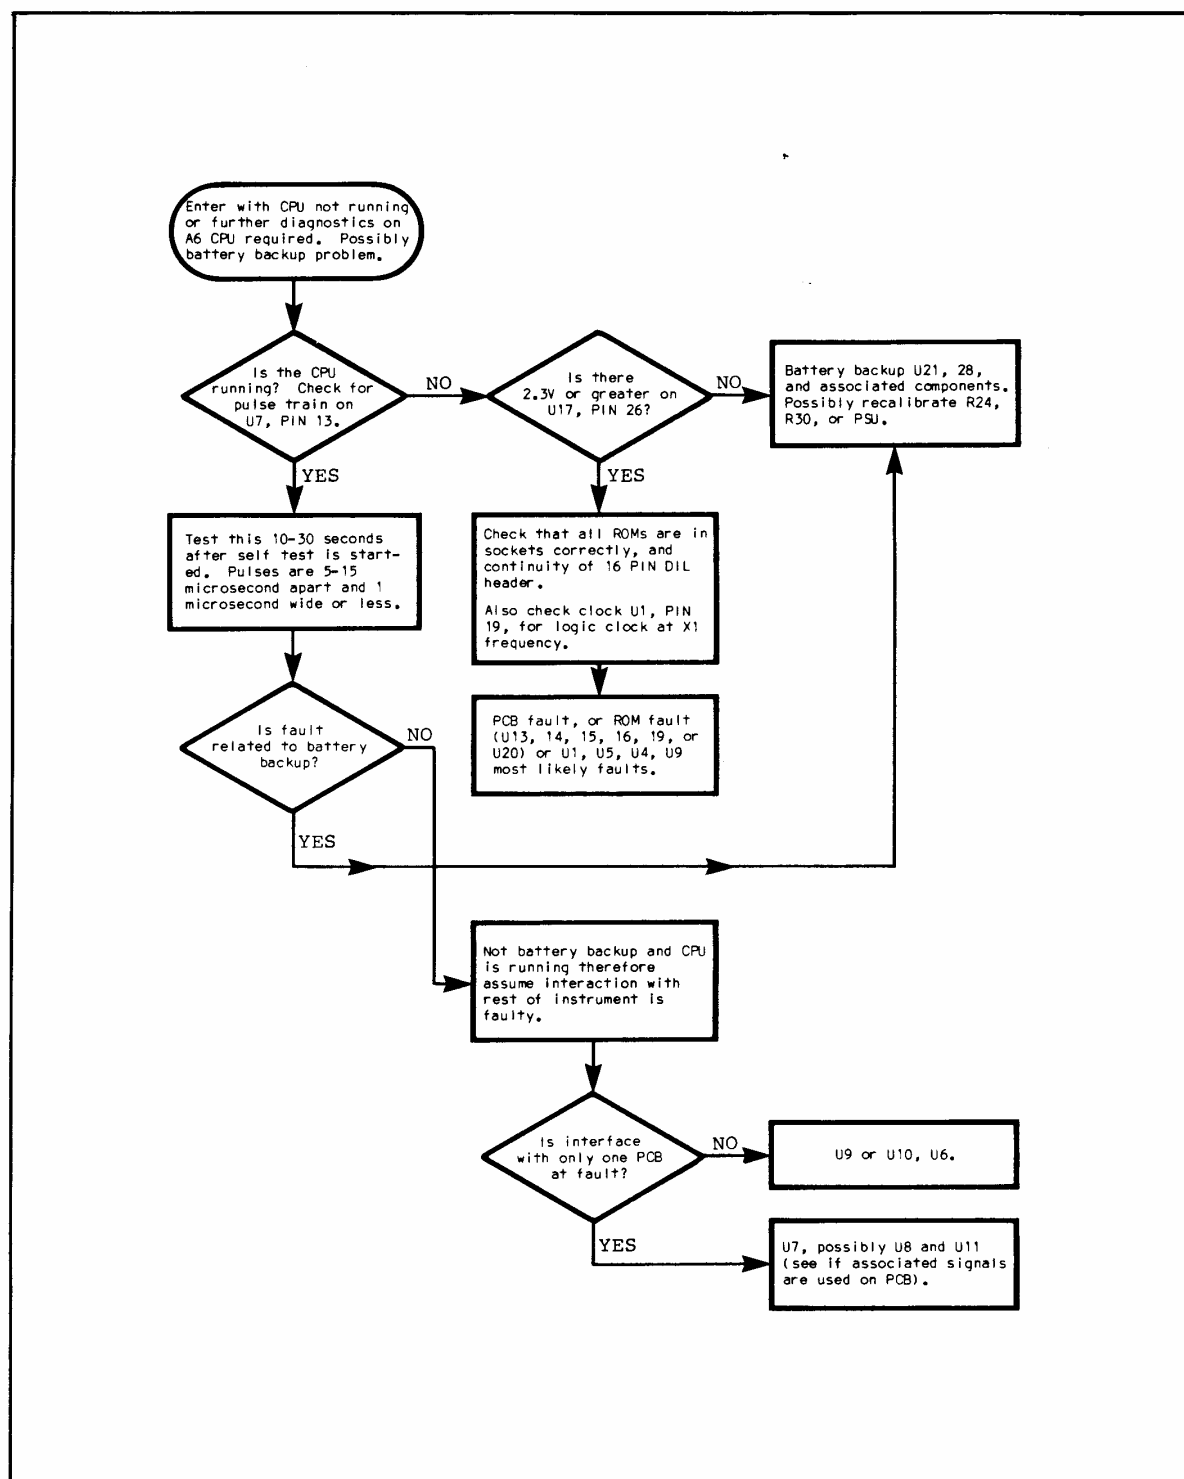 Enter with CPU not running
or further diagnostics on
A6 CPU required. Possibly
battery backup problem.
Is the CPU
running? Check for
pulse train on
U7, PIN 13.
NO
Is there
2.3V or greater on
U17, PIN 26?
NO
Battery backup U21, 28,
and associated components.
Possibly recalibrate R24,
R30, or PSU.
YES
YES
Test this 10-30 seconds
after self test is start-
ed. Pulses are 5-15
microsecond apart and 1
microsecond wide or less.
Check that all ROMs are in
sockets correctly, and
continuity of 16 PIN DIL
header.
Also check clock U1, PIN
19, for logic clock at X1
frequency.
PCB fault, or ROM fault
(U13, 14, 15, 16, 19, or
U20) or U1, U5, U4, U9
most likely faults.
Is fault
related to battery
backup?
NO
YES
Not battery backup and CPU
is running therefore
assume interaction with
rest of instrument is
faulty.
Is interface
with only one PCB
at fault?
NO
U9 or U10, U6.
YES
U7, possibly U8 and U11
(see if associated signals
are used on PCB).